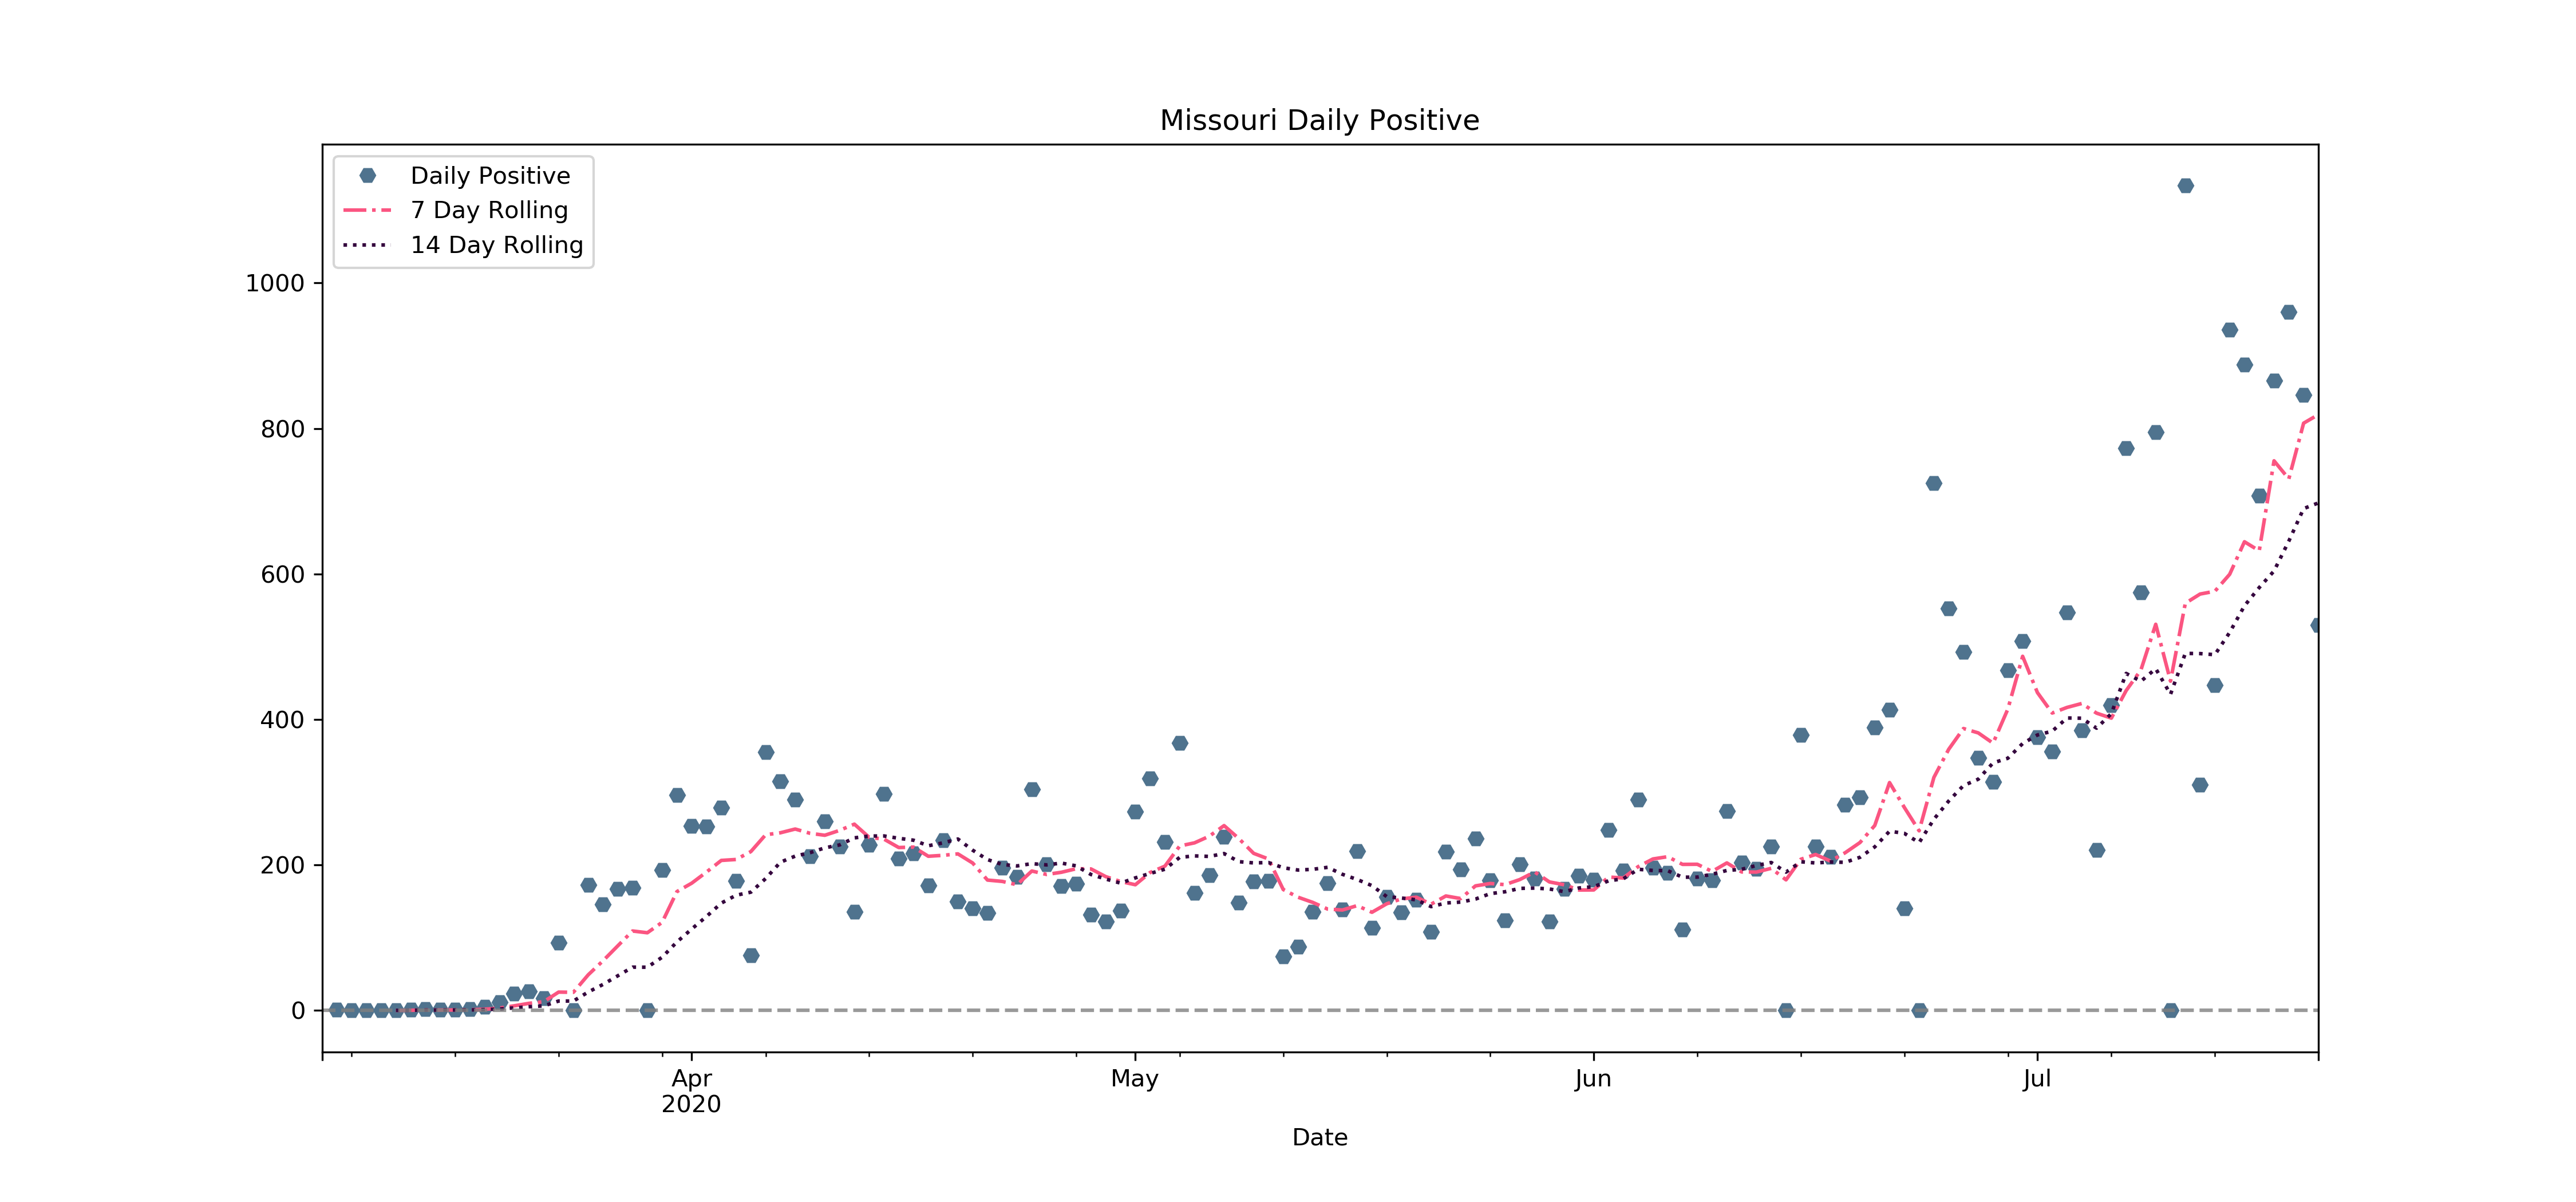 Missouri Daily Positive
Daily Positive
7 Day Rolling
14 Day Rolling
1000
800
600
400
200
0
Apr
2020
May
Jun
Jul
Date